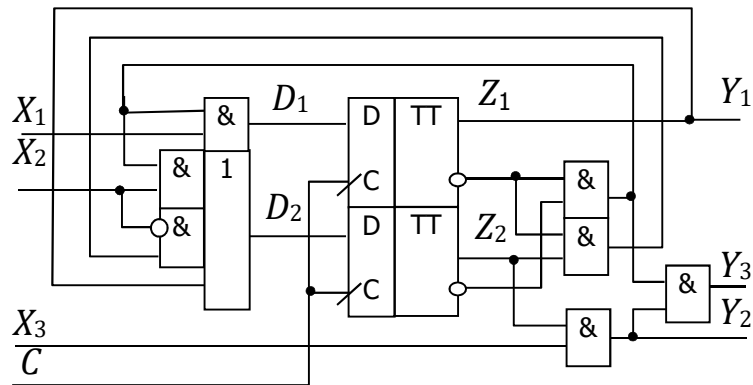 X1 & D1 D TT Z1 Y1
X2 & 1 C &
& D2 D TT Z2 & Y3
X3 C & & Y2
C